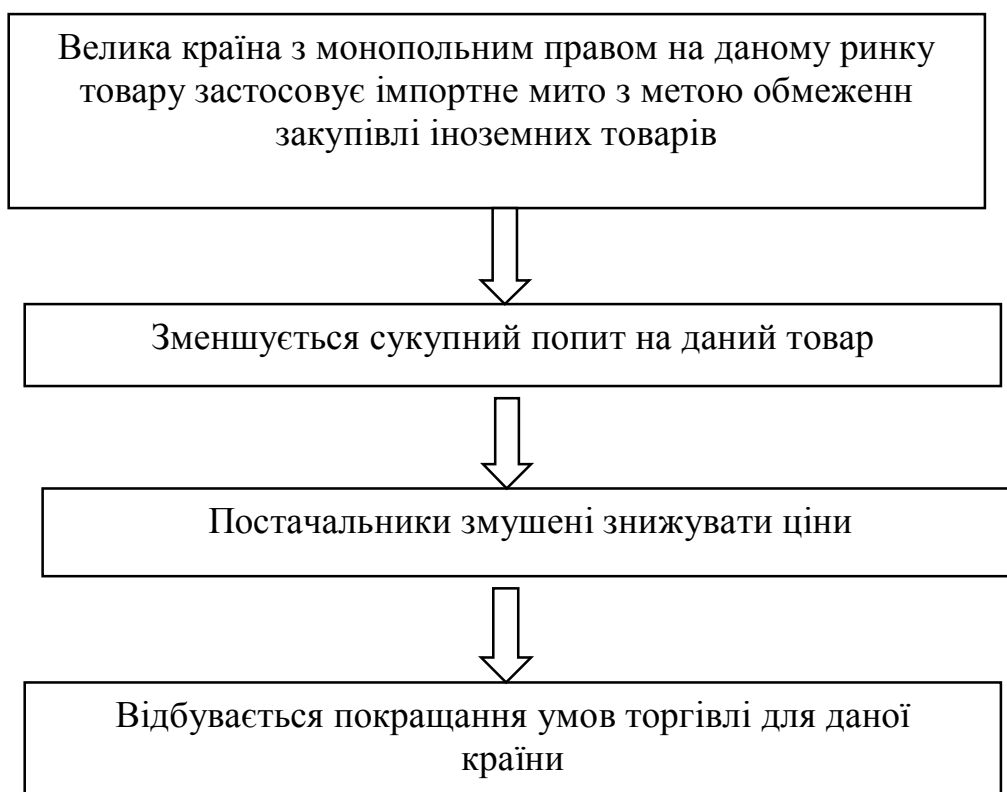 Велика країна з монопольним правом на даному ринку
товару застосовує імпортне мито з метою обмеженн
закупівлі іноземних товарів
Зменшується сукупний попит на даний товар
Постачальники змушені знижувати ціни
Відбувається покращання умов торгівлі для даної
країни